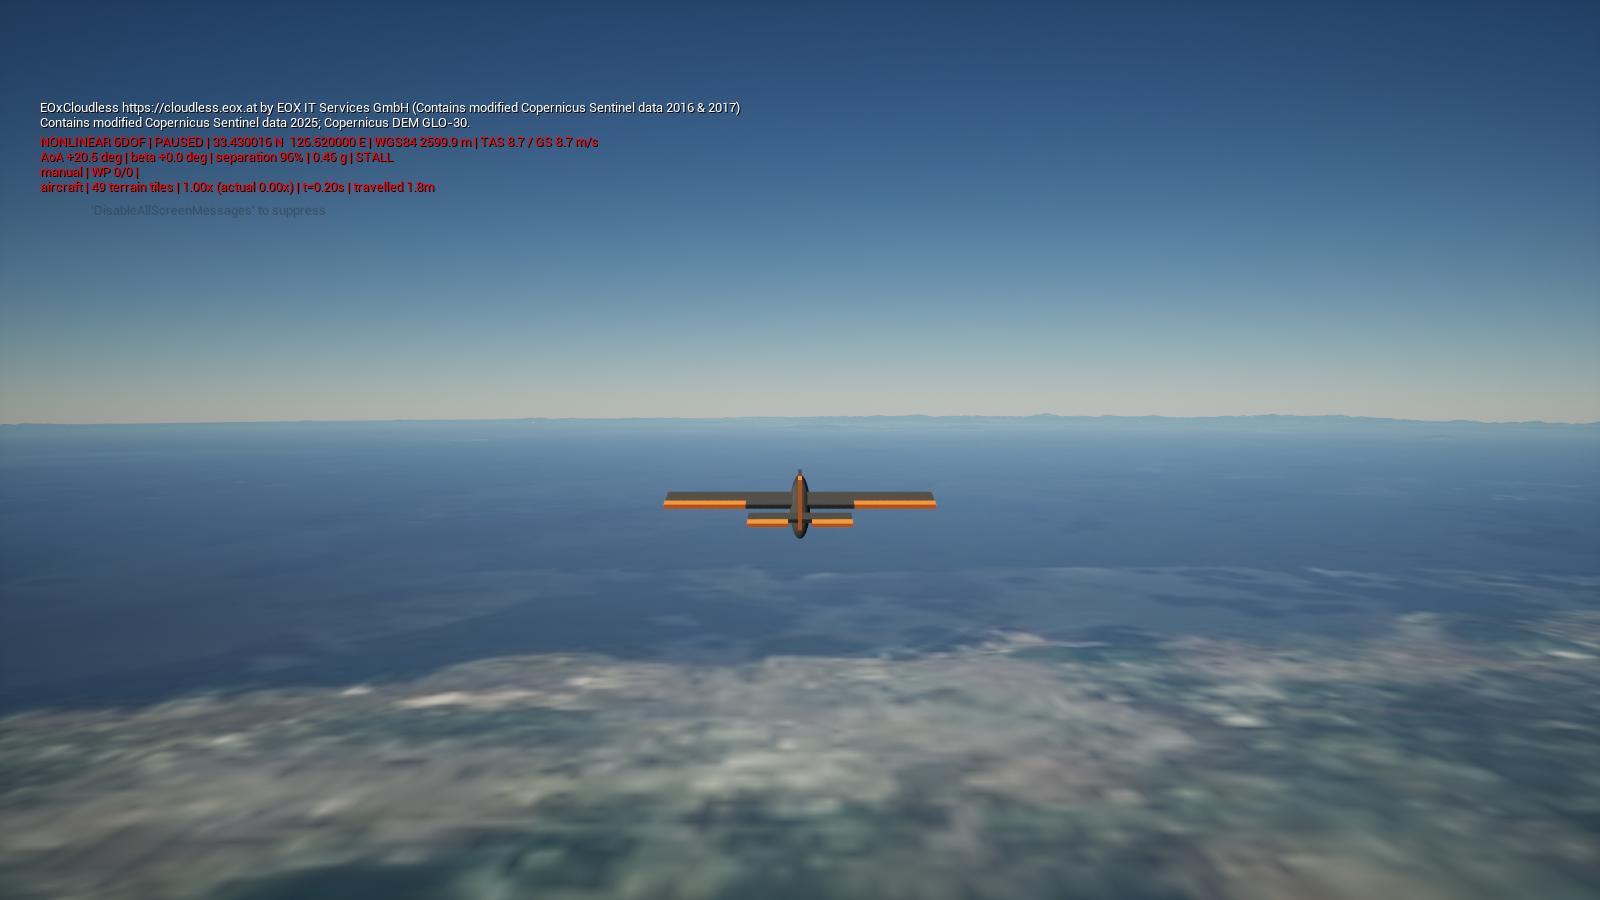 EOxCloudless https://cloudless.eox.at by EOX IT Services GmbH (Contains modified Copernicus Sentinel data 2016 & 2017)
Contains modified Copernicus Sentinel data 2025; Copernicus DEM GLO-30.
NONLINEAR 6DOF | PAUSED | 33.430016 N  126.520000 E | WGS84 2599.9 m | TAS 8.7 / GS 8.7 m/s
AoA +20.5 deg | beta +0.0 deg | separation 96% | 0.46 g | STALL
manual | WP 0/0 |
aircraft | 49 terrain tiles | 1.00x (actual 0.00x) | t=0.20s | travelled 1.8m
'DisableAllScreenMessages' to suppress